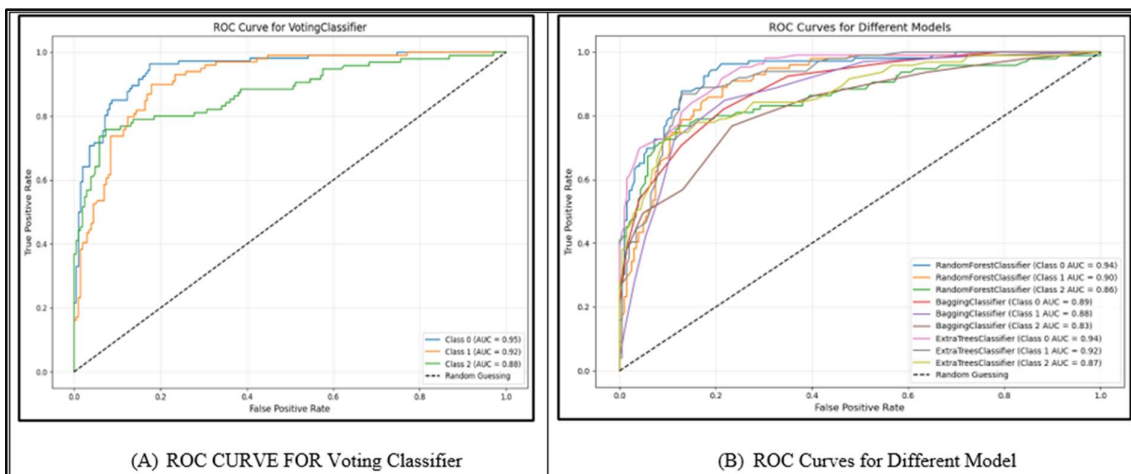 ROC Curve for VotingClassifier
1.0
0.8
0.6
0.4
0.2
0.0
True Positive Rate
0.0 0.2 0.4 0.6 0.8 1.0
False Positive Rate
Class 0 (AUC = 0.95)
Class 1 (AUC = 0.92)
Class 2 (AUC = 0.88)
Random Guessing
(A) ROC CURVE FOR Voting Classifier
ROC Curves for Different Models
1.0
0.8
0.6
0.4
0.2
0.0
True Positive Rate
0.0 0.2 0.4 0.6 0.8 1.0
False Positive Rate
RandomForestClassifier (Class 0 AUC = 0.94)
RandomForestClassifier (Class 1 AUC = 0.90)
RandomForestClassifier (Class 2 AUC = 0.86)
BaggingClassifier (Class 0 AUC = 0.89)
BaggingClassifier (Class 1 AUC = 0.88)
BaggingClassifier (Class 2 AUC = 0.83)
ExtraTreesClassifier (Class 0 AUC = 0.94)
ExtraTreesClassifier (Class 1 AUC = 0.92)
ExtraTreesClassifier (Class 2 AUC = 0.87)
Random Guessing
(B) ROC Curves for Different Model